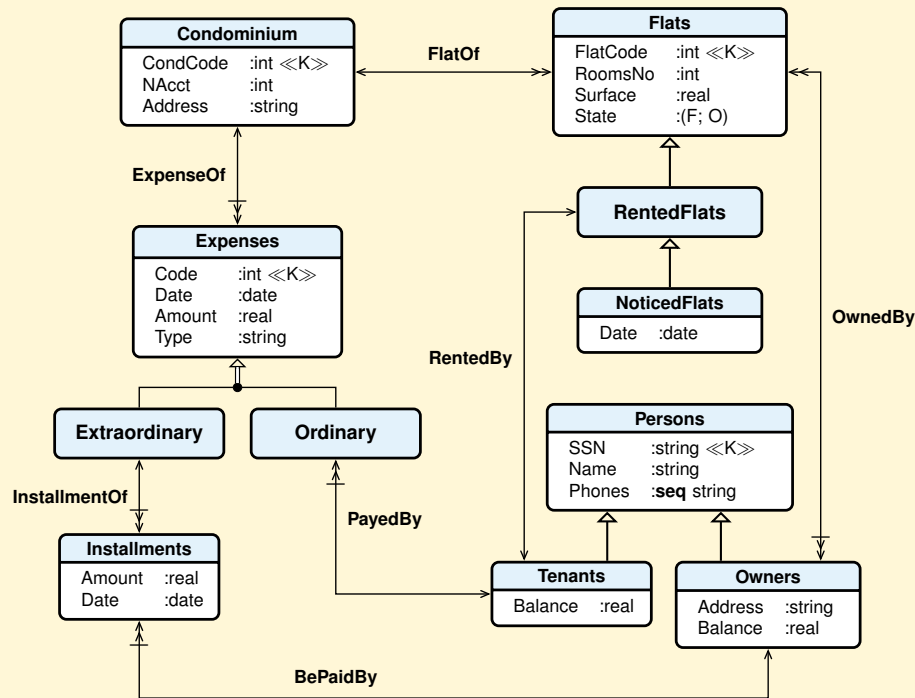 Condominium
CondCode :int ≪K≫
NAcct :int
Address :string
FlatOf
Flats
FlatCode :int ≪K≫
RoomsNo :int
Surface :real
State :(F; O)
ExpenseOf
RentedFlats
Expenses
Code :int ≪K≫
Date :date
Amount :real
Type :string
NoticedFlats
Date :date
OwnedBy
RentedBy
Extraordinary
Ordinary
Persons
SSN :string ≪K≫
Name :string
Phones :seq string
InstallmentOf
PayedBy
Installments
Amount :real
Date :date
Tenants
Balance :real
Owners
Address :string
Balance :real
BePaidBy